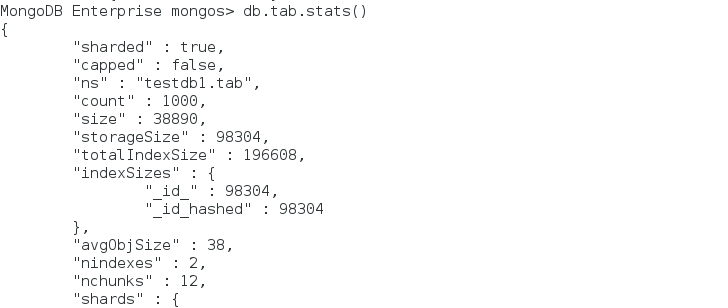 MongoDB Enterprise mongos> db.tab.stats()
{
"sharded" : true,
"capped" : false,
"ns" : "testdb1.tab",
"count" : 1000,
"size" : 38890,
"storageSize" : 98304,
"totalIndexSize" : 196608,
"indexSizes" : {
"_id_" : 98304,
"_id_hashed" : 98304
},
"avgObjSize" : 38,
"nindexes" : 2,
"nchunks" : 12,
"shards" : {